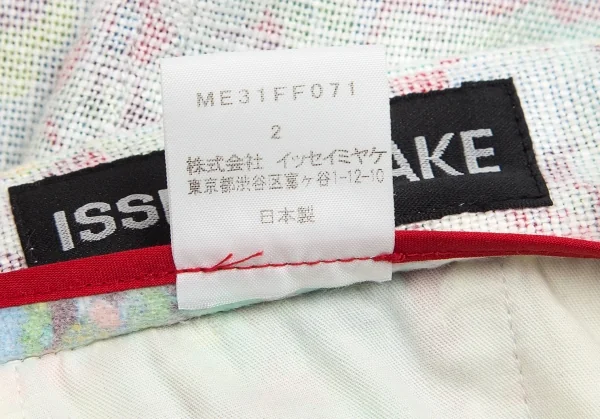 ME31FF071
2
株式会社 イッセイミヤケ
東京都渋谷区富ヶ谷1-12-10
日本製
ISSE AKE